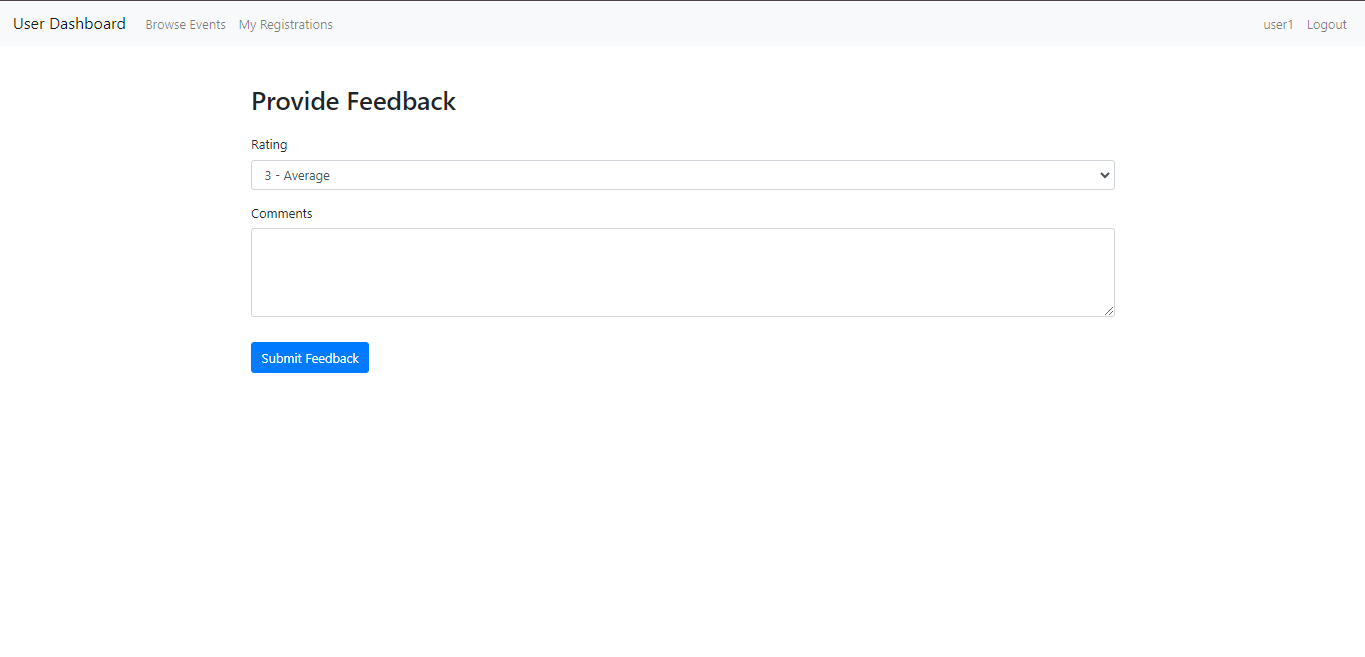 User Dashboard Browse Events My Registrations user1 Logout
Provide Feedback
Rating
3 - Average
Comments
Submit Feedback